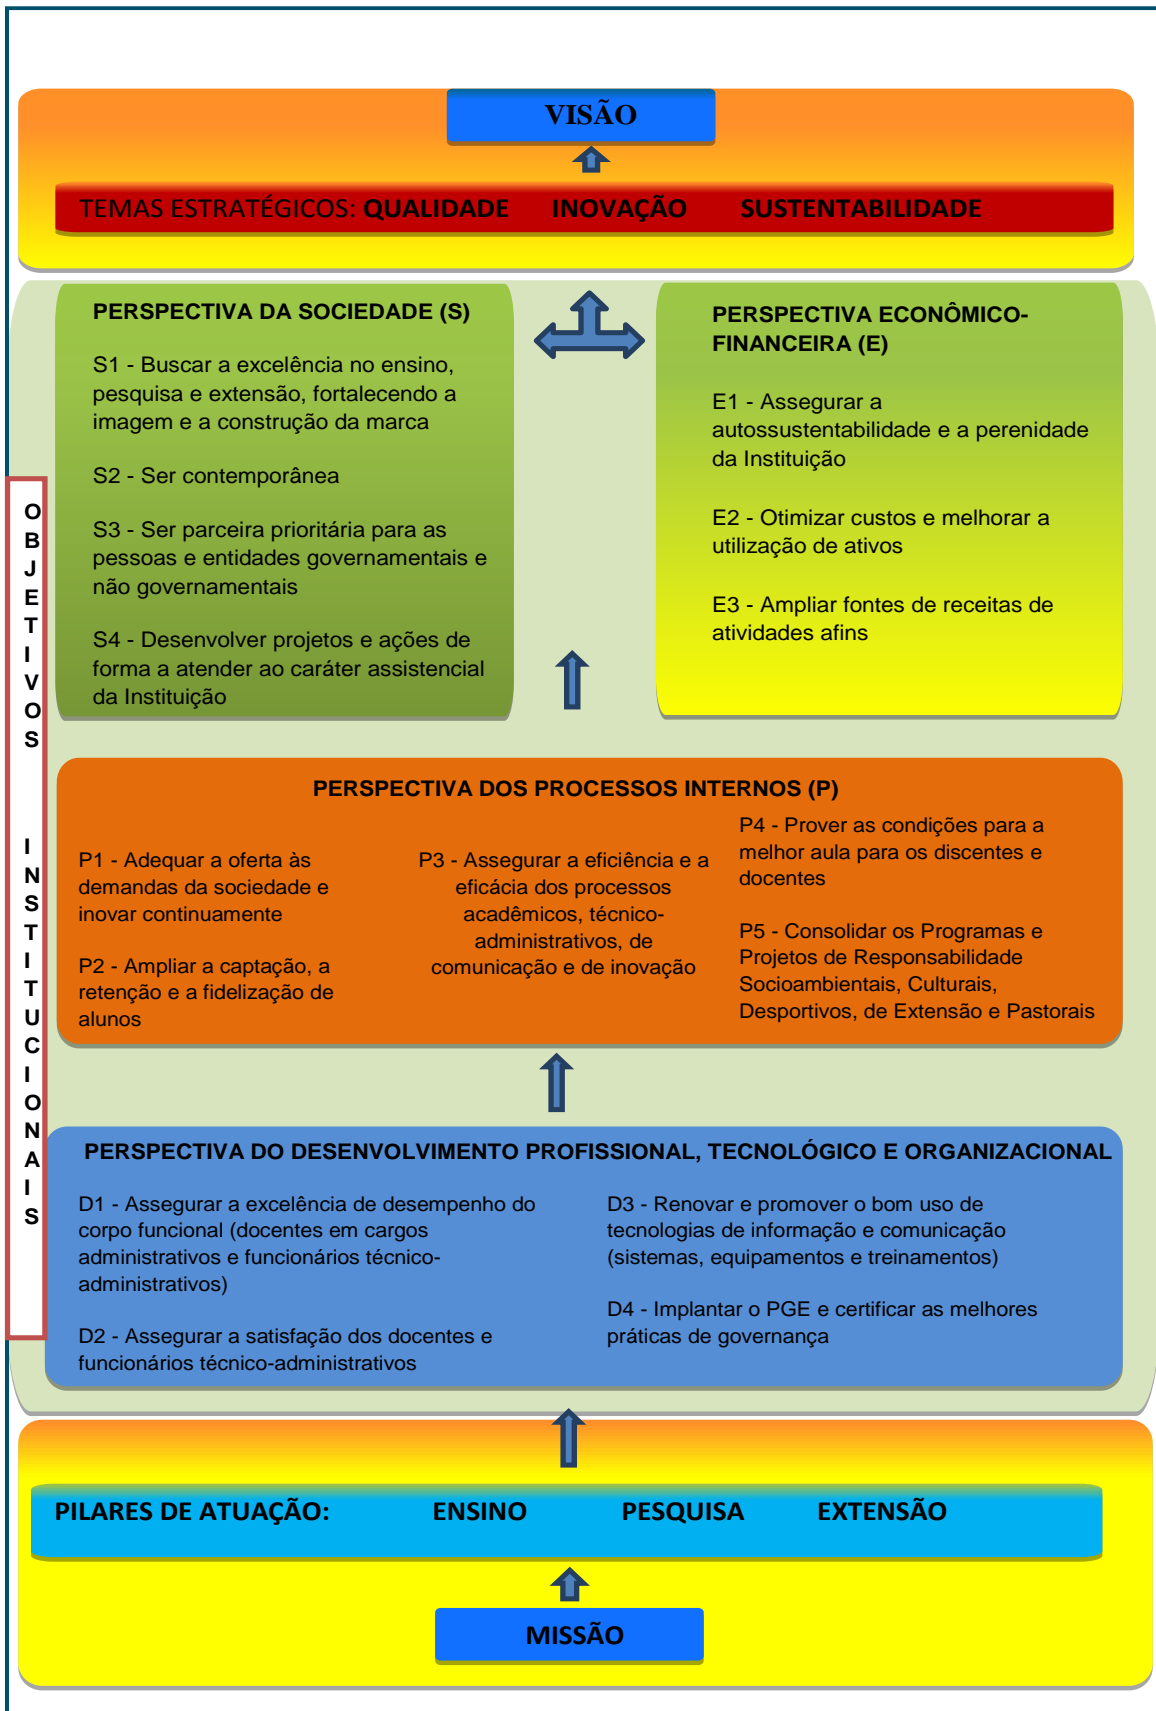 VISÃO
TEMAS ESTRATÉGICOS: QUALIDADE INOVAÇÃO SUSTENTABILIDADE
PERSPECTIVA DA SOCIEDADE (S)
S1 - Buscar a excelência no ensino,
pesquisa e extensão, fortalecendo a
imagem e a construção da marca
S2 - Ser contemporânea
S3 - Ser parceira prioritária para as
pessoas e entidades governamentais e
não governamentais
S4 - Desenvolver projetos e ações de
forma a atender ao caráter assistencial
da Instituição
PERSPECTIVA ECONÔMICO-
FINANCEIRA (E)
E1 - Assegurar a
autossustentabilidade e a perenidade
da Instituição
E2 - Otimizar custos e melhorar a
utilização de ativos
E3 - Ampliar fontes de receitas de
atividades afins
OBJETIVOS INSTITUCIONAIS
PERSPECTIVA DOS PROCESSOS INTERNOS (P)
P1 - Adequar a oferta às
demandas da sociedade e
inovar continuamente
P2 - Ampliar a captação, a
retenção e a fidelização de
alunos
P3 - Assegurar a eficiência e a
eficácia dos processos
acadêmicos, técnico-
administrativos, de
comunicação e de inovação
P4 - Prover as condições para a
melhor aula para os discentes e
docentes
P5 - Consolidar os Programas e
Projetos de Responsabilidade
Socioambientais, Culturais,
Desportivos, de Extensão e Pastorais
PERSPECTIVA DO DESENVOLVIMENTO PROFISSIONAL, TECNOLÓGICO E ORGANIZACIONAL
D1 - Assegurar a excelência de desempenho do
corpo funcional (docentes em cargos
administrativos e funcionários técnico-
administrativos)
D2 - Assegurar a satisfação dos docentes e
funcionários técnico-administrativos
D3 - Renovar e promover o bom uso de
tecnologias de informação e comunicação
(sistemas, equipamentos e treinamentos)
D4 - Implantar o PGE e certificar as melhores
práticas de governança
PILARES DE ATUAÇÃO: ENSINO PESQUISA EXTENSÃO
MISSÃO